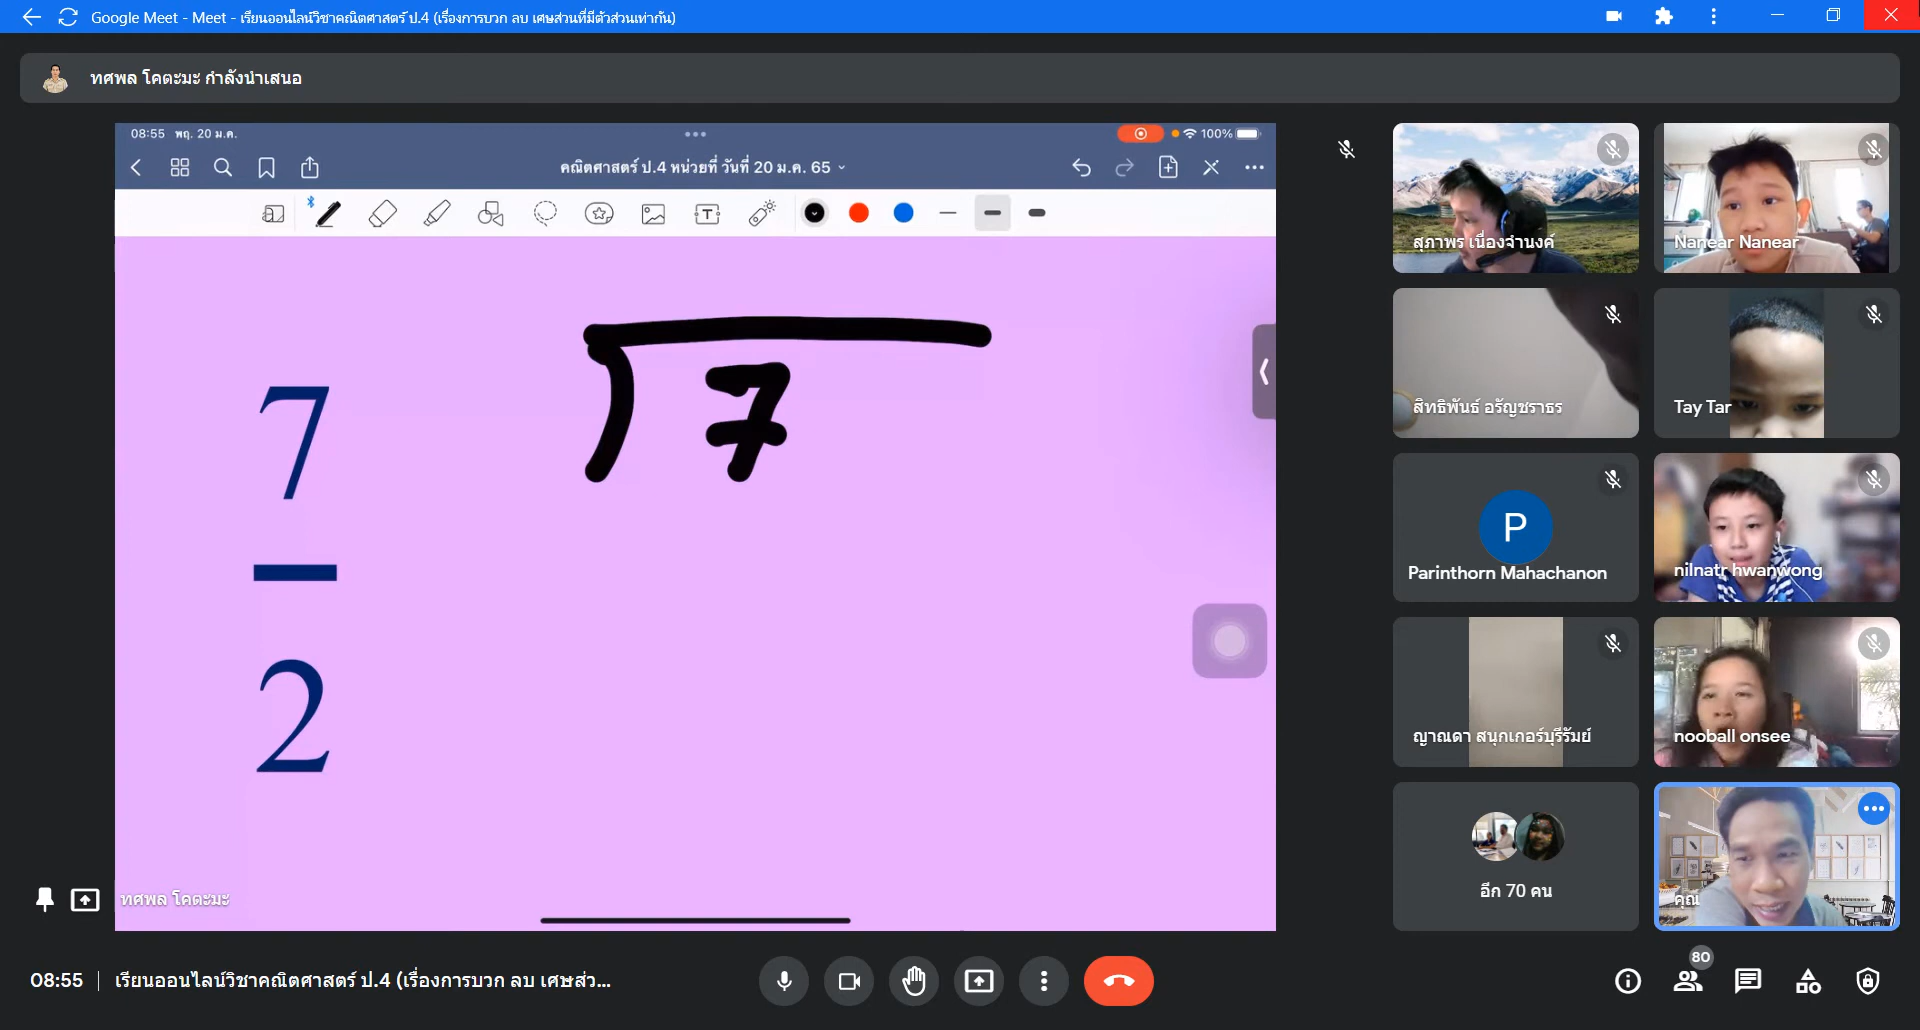 Google Meet - Meet - เรียนออนไลน์วิชาคณิตศาสตร์ ป.4 (เรื่องการบวก ลบ เศษส่วนที่มีตัวส่วนเท่ากัน)
ทศพล โคตะมะ กำลังนำเสนอ
08:55 พฤ. 20 ม.ค.
100%
คณิตศาสตร์ ป.4 หน่วยที่ วันที่ 20 ม.ค. 65
T
7
2
7
ทศพล โคตะมะ
สุภาพร เนื่องจำนงค์
Nanear Nanear
สิทธิพันธ์ อรัญชราธร
Tay Tar
P
Parinthorn Mahachanon
nilnatr hwanwong
ญาณดา สนุกเกอร์บุรีรัมย์
nooball onsee
อีก 70 คน
คุณ
08:55
เรียนออนไลน์วิชาคณิตศาสตร์ ป.4 (เรื่องการบวก ลบ เศษส่ว...
80